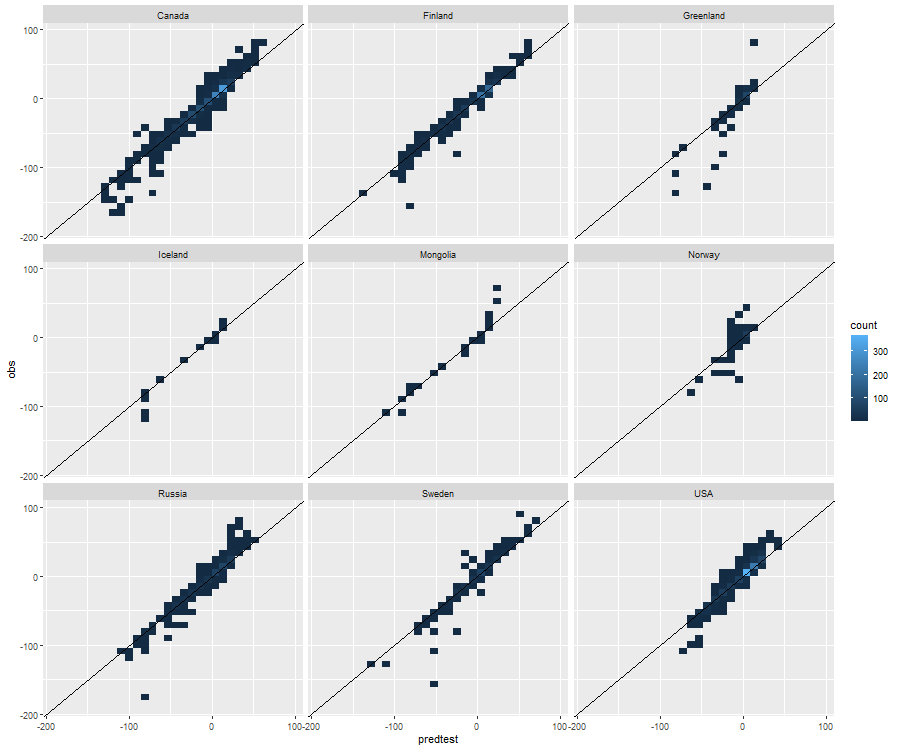 Canada Finland Greenland
100
0
-100
-200
Iceland Mongolia Norway
100
0
-100
-200
obs
count
300
200
100
Russia Sweden USA
100
0
-100
-200
-200 -100 0 100 -200 -100 0 100 -200 -100 0 100
predtest